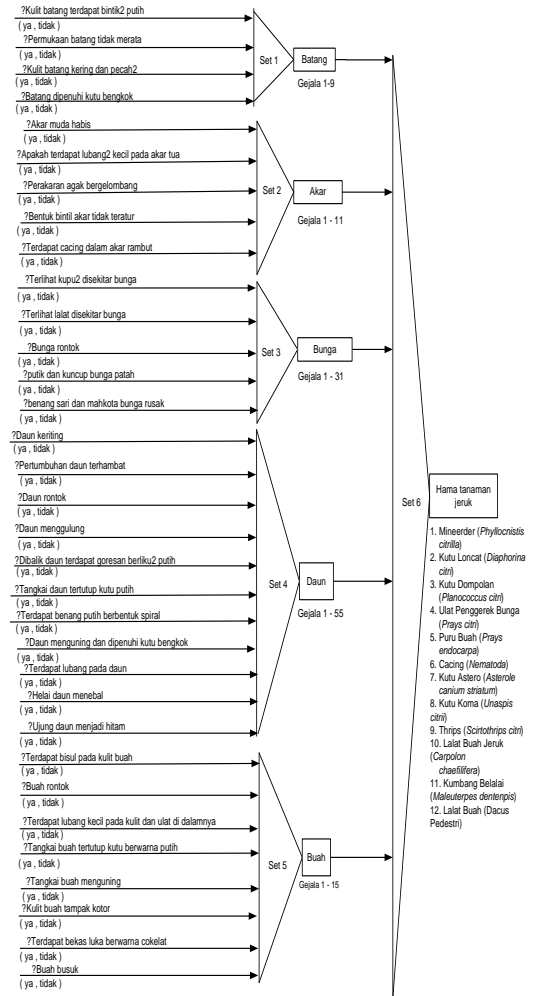 ?Kulit batang terdapat bintik2 putih
( ya , tidak )
?Permukaan batang tidak merata
( ya , tidak )
?Kulit batang kering dan pecah2
( ya , tidak )
?Batang dipenuhi kutu bengkok
( ya , tidak )
Set 1
Batang
Gejala 1-9
?Akar muda habis
( ya , tidak )
?Apakah terdapat lubang2 kecil pada akar tua
( ya , tidak )
?Perakaran agak bergelombang
( ya , tidak )
?Bentuk bintil akar tidak teratur
( ya , tidak )
?Terdapat cacing dalam akar rambut
( ya , tidak )
Set 2
Akar
Gejala 1 - 11
?Terlihat kupu2 disekitar bunga
( ya , tidak )
?Terlihat lalat disekitar bunga
( ya , tidak )
?Bunga rontok
( ya , tidak )
?putik dan kuncup bunga patah
( ya , tidak )
?benang sari dan mahkota bunga rusak
( ya , tidak )
Set 3
Bunga
Gejala 1 - 31
?Daun keriting
( ya , tidak )
?Pertumbuhan daun terhambat
( ya , tidak )
?Daun rontok
( ya , tidak )
?Daun menggulung
( ya , tidak )
?Dibalik daun terdapat goresan berliku2 putih
( ya , tidak )
?Tangkai daun tertutup kutu putih
( ya , tidak )
?Terdapat benang putih berbentuk spiral
( ya , tidak )
?Daun menguning dan dipenuhi kutu bengkok
( ya , tidak )
?Terdapat lubang pada daun
( ya , tidak )
?Helai daun menebal
( ya , tidak )
?Ujung daun menjadi hitam
( ya , tidak )
Set 4
Daun
Gejala 1 - 55
?Terdapat bisul pada kulit buah
( ya , tidak )
?Buah rontok
( ya , tidak )
?Terdapat lubang kecil pada kulit dan ulat di dalamnya
( ya , tidak )
?Tangkai buah tertutup kutu berwarna putih
( ya , tidak )
?Tangkai buah menguning
( ya , tidak )
?Kulit buah tampak kotor
( ya , tidak )
?Terdapat bekas luka berwarna cokelat
( ya , tidak )
?Buah busuk
( ya , tidak )
Set 5
Buah
Gejala 1 - 15
Set 6
Hama tanaman
jeruk
1. Mineerder (Phyllocnistis
citrilla)
2. Kutu Loncat (Diaphorina
citri)
3. Kutu Dompolan
(Planococcus citri)
4. Ulat Penggerek Bunga
(Prays citri)
5. Puru Buah (Prays
endocarpa)
6. Cacing (Nematoda)
7. Kutu Astero (Asterole
canium striatum)
8. Kutu Koma (Unaspis
citrii)
9. Thrips (Scirtothrips citri)
10. Lalat Buah Jeruk
(Carpolon
chaefilifera)
11. Kumbang Belalai
(Maleuterpes dentenpis)
12. Lalat Buah (Dacus
Pedestri)